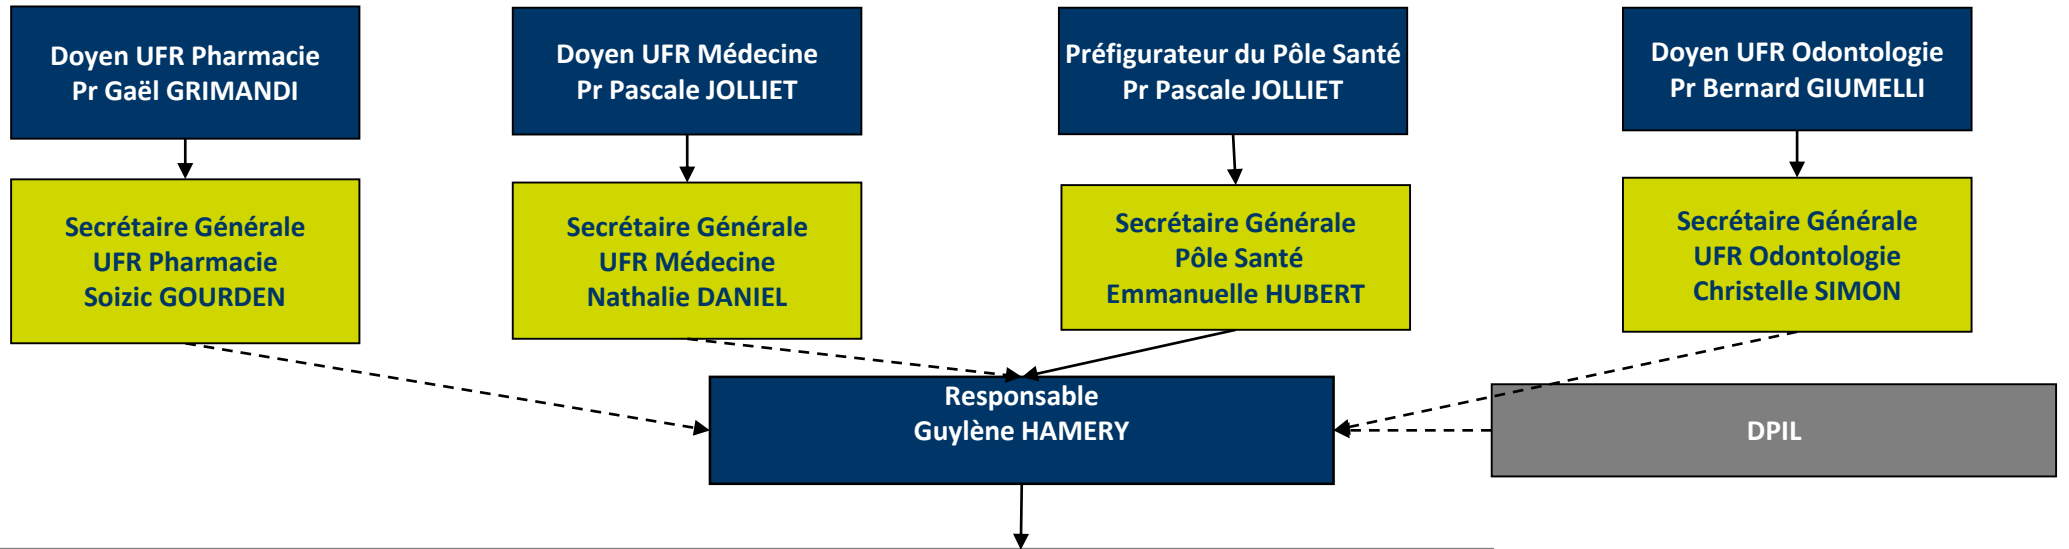 Doyen UFR Pharmacie
Pr Gaël GRIMANDI
Doyen UFR Médecine
Pr Pascale JOLLIET
Préfigurateur du Pôle Santé
Pr Pascale JOLLIET
Doyen UFR Odontologie
Pr Bernard GIUMELLI
Secrétaire Générale
UFR Pharmacie
Soizic GOURDEN
Secrétaire Générale
UFR Médecine
Nathalie DANIEL
Secrétaire Générale
Pôle Santé
Emmanuelle HUBERT
Secrétaire Générale
UFR Odontologie
Christelle SIMON
Responsable
Guylène HAMERY
DPIL